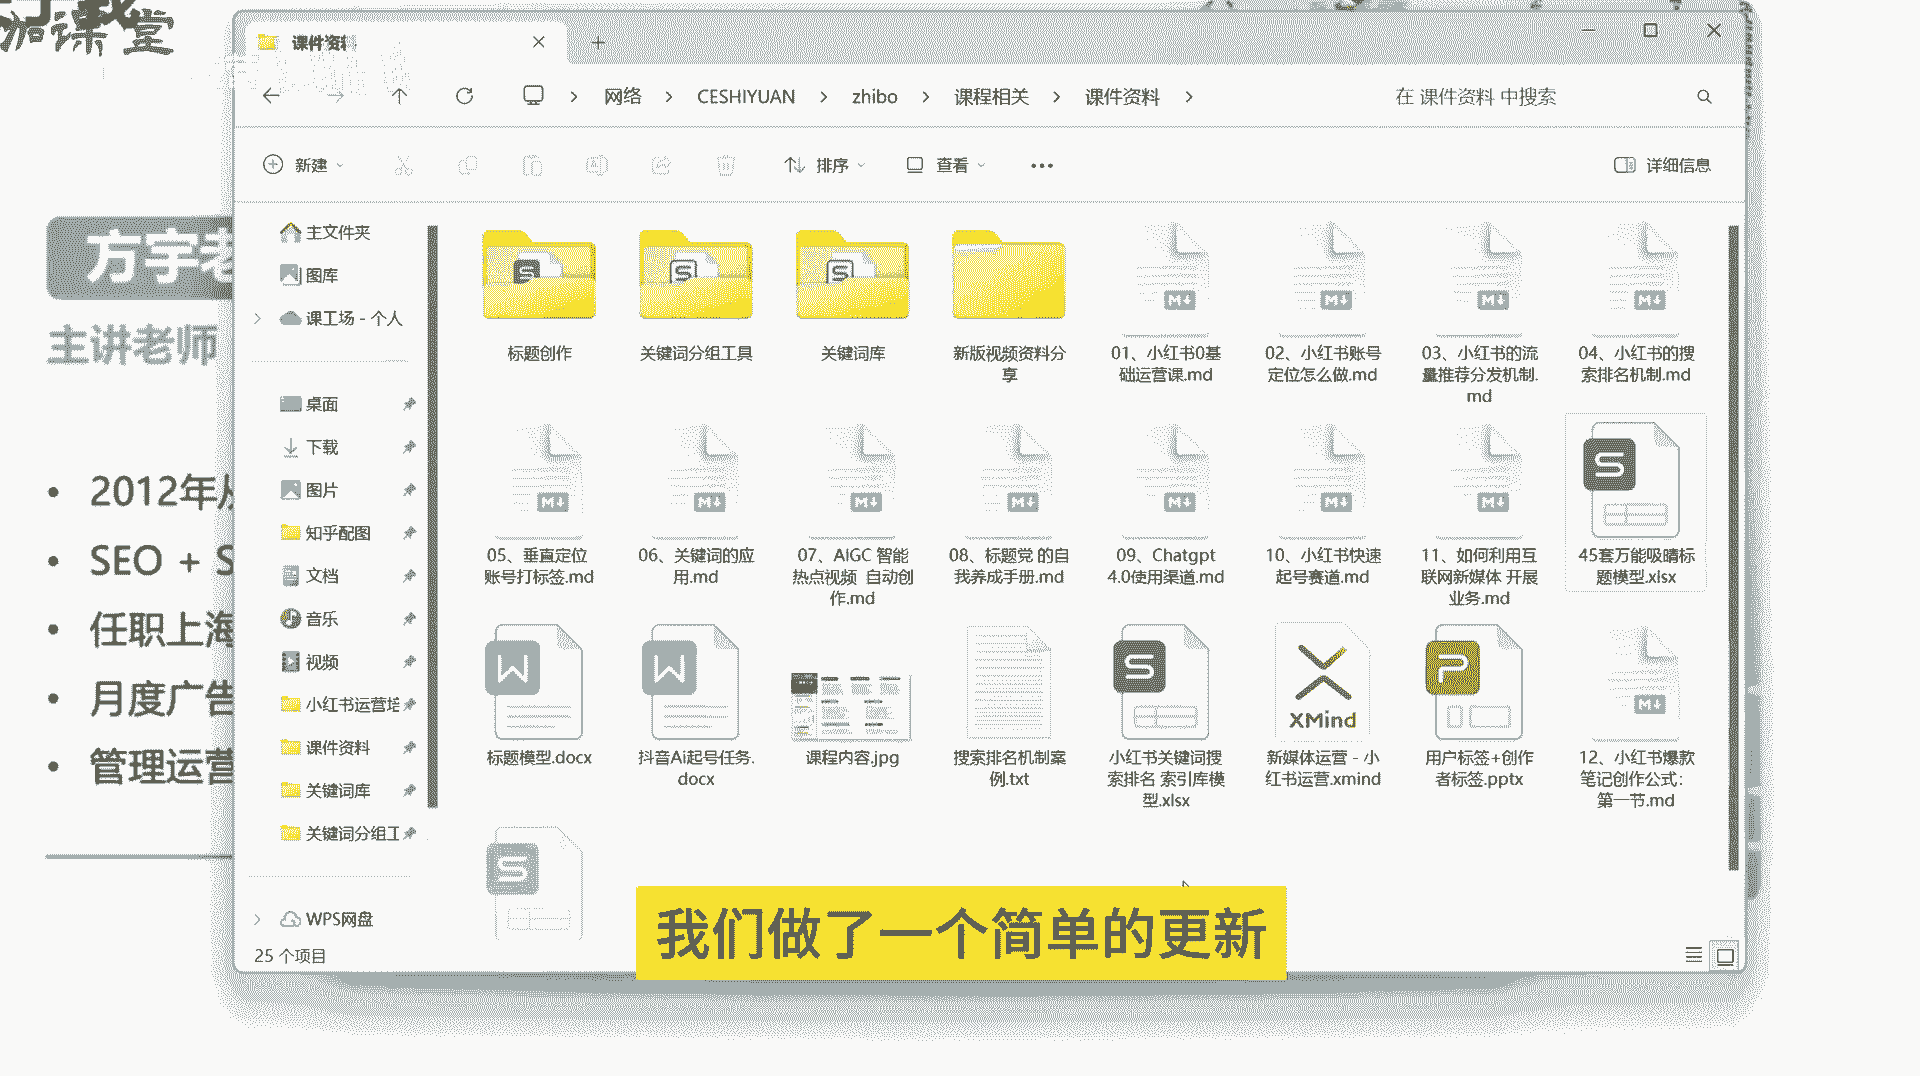 加课堂
课件资料
网络 CESHIYUAN zhibo 课程相关 课件资料
在 课件资料 中搜索
新建
排序
查看
详细信息
方宇老
主讲老师
2012年从
SEO + S
任职上海
月度广告
管理运营
主文件夹
图库
课工场 - 个人
桌面
下载
图片
知乎配图
文档
音乐
视频
小红书运营培
课件资料
关键词库
关键词分组工
WPS网盘
25 个项目
标题创作
关键词分组工具
关键词库
新版视频资料分
享
01、小红书0基
础运营课.md
02、小红书账号
定位怎么做.md
03、小红书的流
量推荐分发机制.
md
04、小红书的搜
索排名机制.md
05、垂直定位
账号打标签.md
06、关键词的应
用.md
07、AIGC 智能
热点视频 自动创
作.md
08、标题党 的自
我养成手册.md
09、Chatgpt
4.0使用渠道.md
10、小红书快速
起号赛道.md
11、如何利用互
联网新媒体 开展
业务.md
45套万能吸睛标
题模型.xlsx
标题模型.docx
抖音Ai起号任务.
docx
课程内容.jpg
搜索排名机制案
例.txt
小红书关键词搜
索排名 索引库模
型.xlsx
XMind
新媒体运营 - 小
红书运营.xmind
用户标签+创作
者标签.pptx
12、小红书爆款
笔记创作公式：
第一节.md
我们做了一个简单的更新